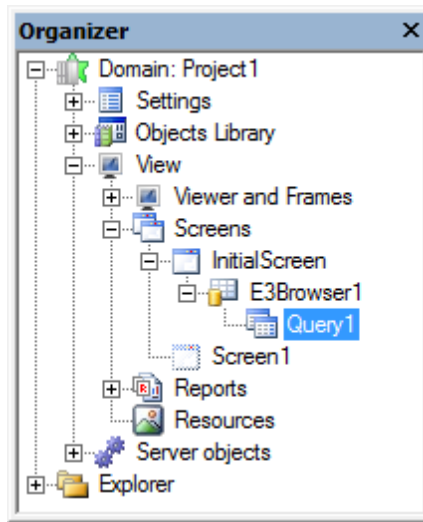 Organizer
Domain: Project1
Settings
Objects Library
View
Viewer and Frames
Screens
InitialScreen
E3Browser1
Query1
Screen1
Reports
Resources
Server objects
Explorer